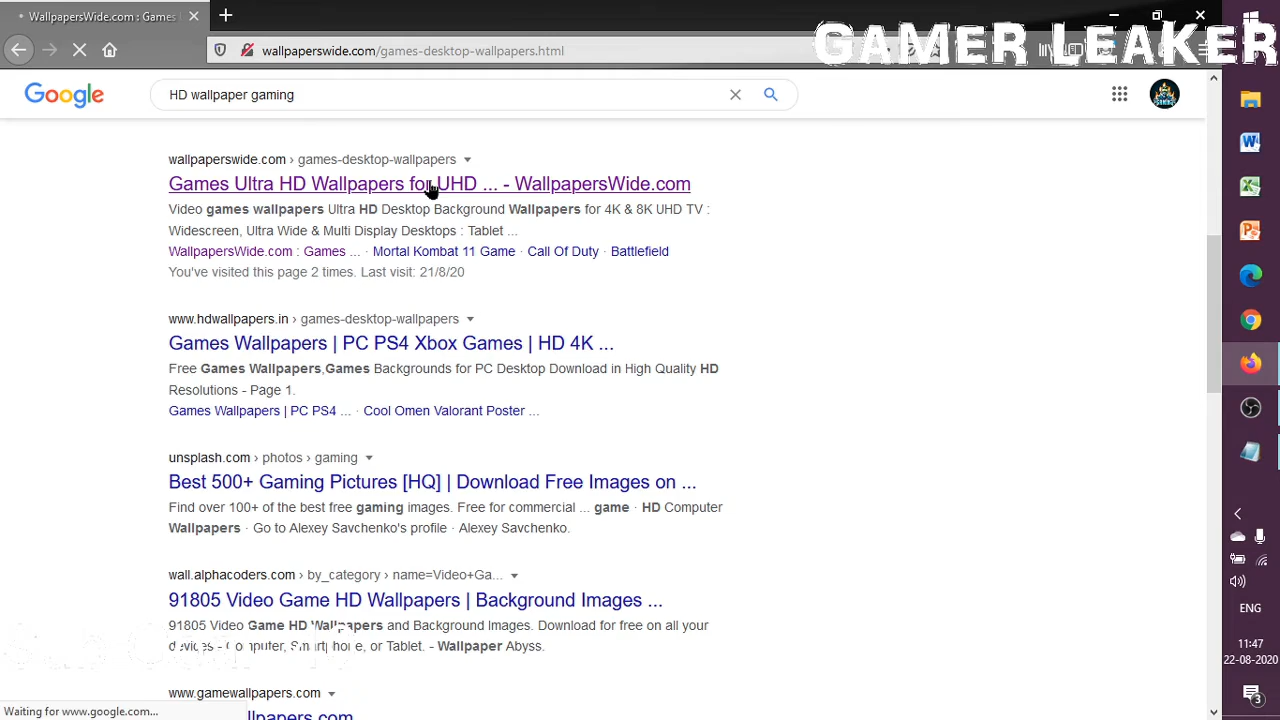 WallpapersWide.com : Games
GAMER LEAKER
wallpaperswide.com/games-desktop-wallpapers.html
Google
HD wallpaper gaming
wallpaperswide.com › games-desktop-wallpapers
Games Ultra HD Wallpapers for UHD ... - WallpapersWide.com
Video games wallpapers Ultra HD Desktop Background Wallpapers for 4K & 8K UHD TV :
Widescreen, Ultra Wide & Multi Display Desktops : Tablet ...
WallpapersWide.com : Games ... · Mortal Kombat 11 Game · Call Of Duty · Battlefield
You've visited this page 2 times. Last visit: 21/8/20
www.hdwallpapers.in › games-desktop-wallpapers
Games Wallpapers | PC PS4 Xbox Games | HD 4K ...
Free Games Wallpapers,Games Backgrounds for PC Desktop Download in High Quality HD
Resolutions - Page 1.
Games Wallpapers | PC PS4 ... · Cool Omen Valorant Poster ...
unsplash.com › photos › gaming
Best 500+ Gaming Pictures [HQ] | Download Free Images on ...
Find over 100+ of the best free gaming images. Free for commercial ... game · HD Computer
Wallpapers · Go to Alexey Savchenko's profile · Alexey Savchenko.
wall.alphacoders.com › by_category › name=Video+Ga...
91805 Video Game HD Wallpapers | Background Images ...
91805 Video Game HD Wallpapers and Background Images. Download for free on all your
devices - Computer, Smartphone, or Tablet. - Wallpaper Abyss.
www.gamewallpapers.com
Waiting for www.google.com...
ENG
11:47
22-08-2020
3